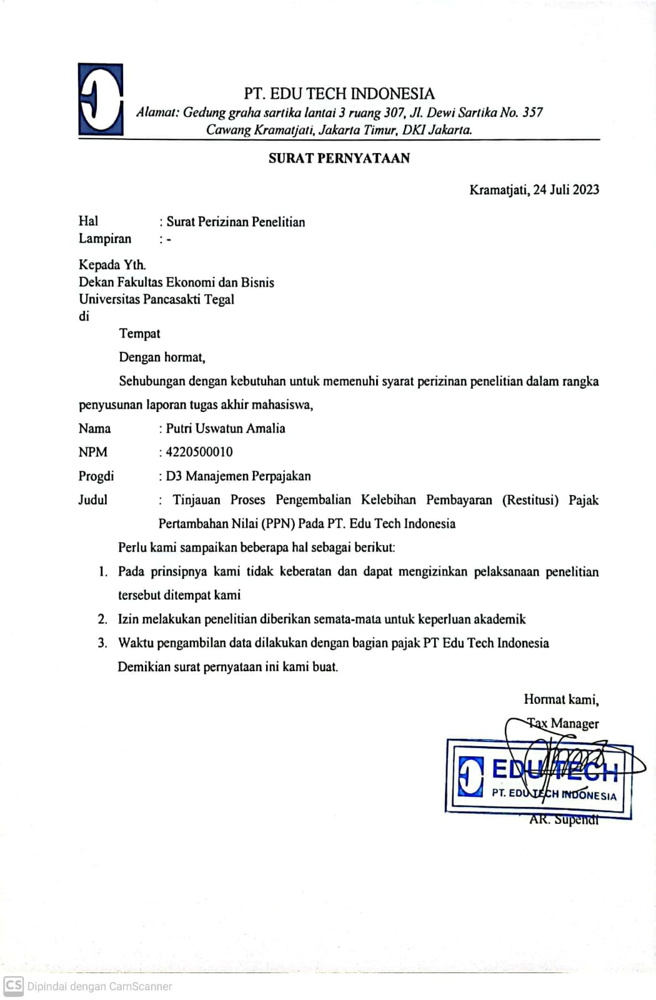 PT. EDU TECH INDONESIA
Alamat: Gedung graha sartika lantai 3 ruang 307, Jl. Dewi Sartika No. 357
Cawang Kramatjati, Jakarta Timur, DKI Jakarta.
SURAT PERNYATAAN
Kramatjati, 24 Juli 2023
Hal : Surat Perizinan Penelitian
Lampiran : -
Kepada Yth.
Dekan Fakultas Ekonomi dan Bisnis
Universitas Pancasakti Tegal
di
Tempat
Dengan hormat,
Sehubungan dengan kebutuhan untuk memenuhi syarat perizinan penelitian dalam rangka
penyusunan laporan tugas akhir mahasiswa,
Nama : Putri Uswatun Amalia
NPM : 4220500010
Progdi : D3 Manajemen Perpajakan
Judul : Tinjauan Proses Pengembalian Kelebihan Pembayaran (Restitusi) Pajak
Pertambahan Nilai (PPN) Pada PT. Edu Tech Indonesia
Perlu kami sampaikan beberapa hal sebagai berikut:
1. Pada prinsipnya kami tidak keberatan dan dapat mengizinkan pelaksanaan penelitian
tersebut ditempat kami
2. Izin melakukan penelitian diberikan semata-mata untuk keperluan akademik
3. Waktu pengambilan data dilakukan dengan bagian pajak PT Edu Tech Indonesia
Demikian surat pernyataan ini kami buat.
Hormat kami,
Tax Manager
EDU TECH
PT. EDU TECH INDONESIA
AR. Supendi
CS Dipindai dengan CamScanner